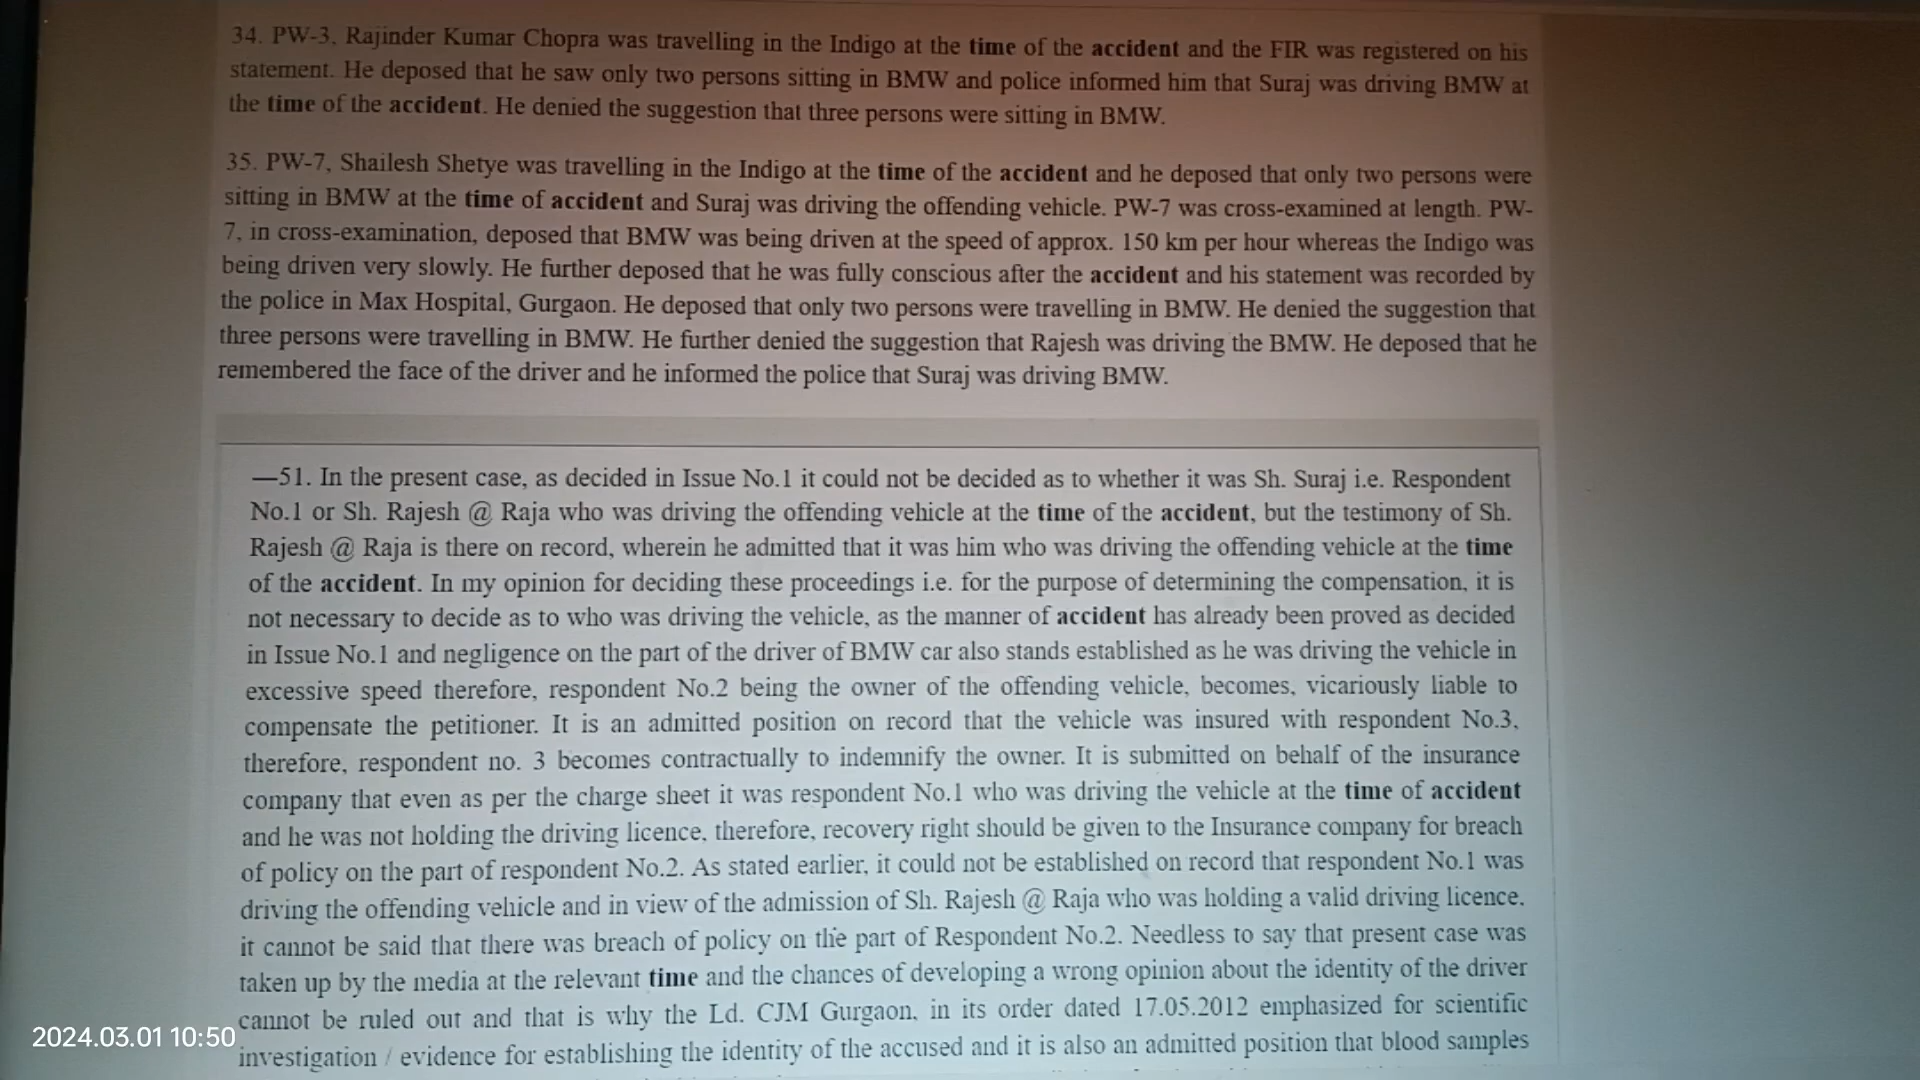 34. PW-3, Rajinder Kumar Chopra was travelling in the Indigo at the time of the accident and the FIR was registered on his
statement. He deposed that he saw only two persons sitting in BMW and police informed him that Suraj was driving BMW at
the time of the accident. He denied the suggestion that three persons were sitting in BMW.
35. PW-7, Shailesh Shetye was travelling in the Indigo at the time of the accident and he deposed that only two persons were
sitting in BMW at the time of accident and Suraj was driving the offending vehicle. PW-7 was cross-examined at length. PW-
7, in cross-examination, deposed that BMW was being driven at the speed of approx. 150 km per hour whereas the Indigo was
being driven very slowly. He further deposed that he was fully conscious after the accident and his statement was recorded by
the police in Max Hospital, Gurgaon. He deposed that only two persons were travelling in BMW. He denied the suggestion that
three persons were travelling in BMW. He further denied the suggestion that Rajesh was driving the BMW. He deposed that he
remembered the face of the driver and he informed the police that Suraj was driving BMW.
—51. In the present case, as decided in Issue No.1 it could not be decided as to whether it was Sh. Suraj i.e. Respondent
No.1 or Sh. Rajesh @ Raja who was driving the offending vehicle at the time of the accident, but the testimony of Sh.
Rajesh @ Raja is there on record, wherein he admitted that it was him who was driving the offending vehicle at the time
of the accident. In my opinion for deciding these proceedings i.e. for the purpose of determining the compensation, it is
not necessary to decide as to who was driving the vehicle, as the manner of accident has already been proved as decided
in Issue No.1 and negligence on the part of the driver of BMW car also stands established as he was driving the vehicle in
excessive speed therefore, respondent No.2 being the owner of the offending vehicle, becomes, vicariously liable to
compensate the petitioner. It is an admitted position on record that the vehicle was insured with respondent No.3,
therefore, respondent no. 3 becomes contractually to indemnify the owner. It is submitted on behalf of the insurance
company that even as per the charge sheet it was respondent No.1 who was driving the vehicle at the time of accident
and he was not holding the driving licence, therefore, recovery right should be given to the Insurance company for breach
of policy on the part of respondent No.2. As stated earlier, it could not be established on record that respondent No.1 was
driving the offending vehicle and in view of the admission of Sh. Rajesh @ Raja who was holding a valid driving licence,
it cannot be said that there was breach of policy on the part of Respondent No.2. Needless to say that present case was
taken up by the media at the relevant time and the chances of developing a wrong opinion about the identity of the driver
cannot be ruled out and that is why the Ld. CJM Gurgaon, in its order dated 17.05.2012 emphasized for scientific
investigation / evidence for establishing the identity of the accused and it is also an admitted position that blood samples
2024.03.01 10:50